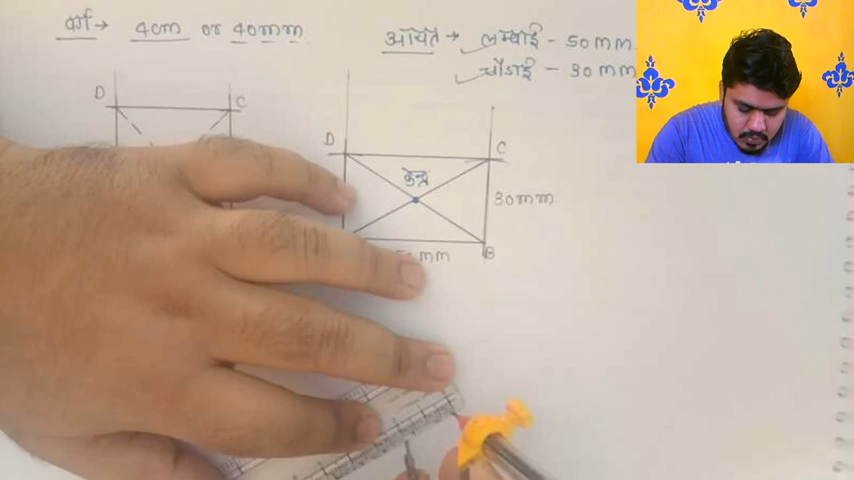 वर्ग → 4cm or 40mm.
आयत → लम्बाई - 50mm
चौडाई - 30mm
D C
D C
केन्द्र
30mm
mm B